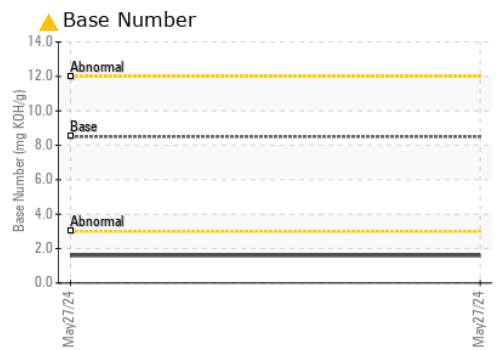 Base Number
Base Number (mg KOH/g)
14.0
Abnormal
12.0
10.0
Base
8.0
6.0
4.0
Abnormal
2.0
0.0
May27/24
May27/24